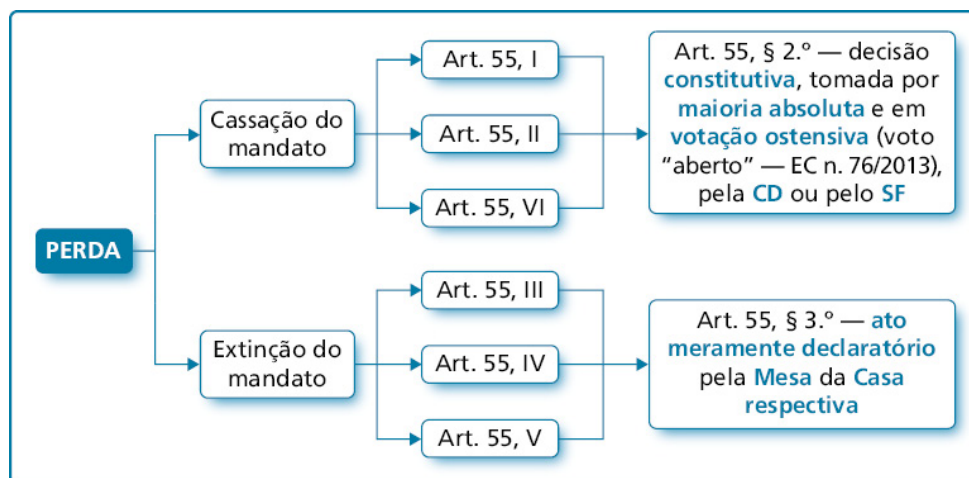 PERDA
Cassação do
mandato
Art. 55, I
Art. 55, II
Art. 55, VI
Art. 55, § 2.º — decisão
constitutiva, tomada por
maioria absoluta e em
votação ostensiva (voto
“aberto” — EC n. 76/2013),
pela CD ou pelo SF
Extinção do
mandato
Art. 55, III
Art. 55, IV
Art. 55, V
Art. 55, § 3.º — ato
meramente declaratório
pela Mesa da Casa
respectiva